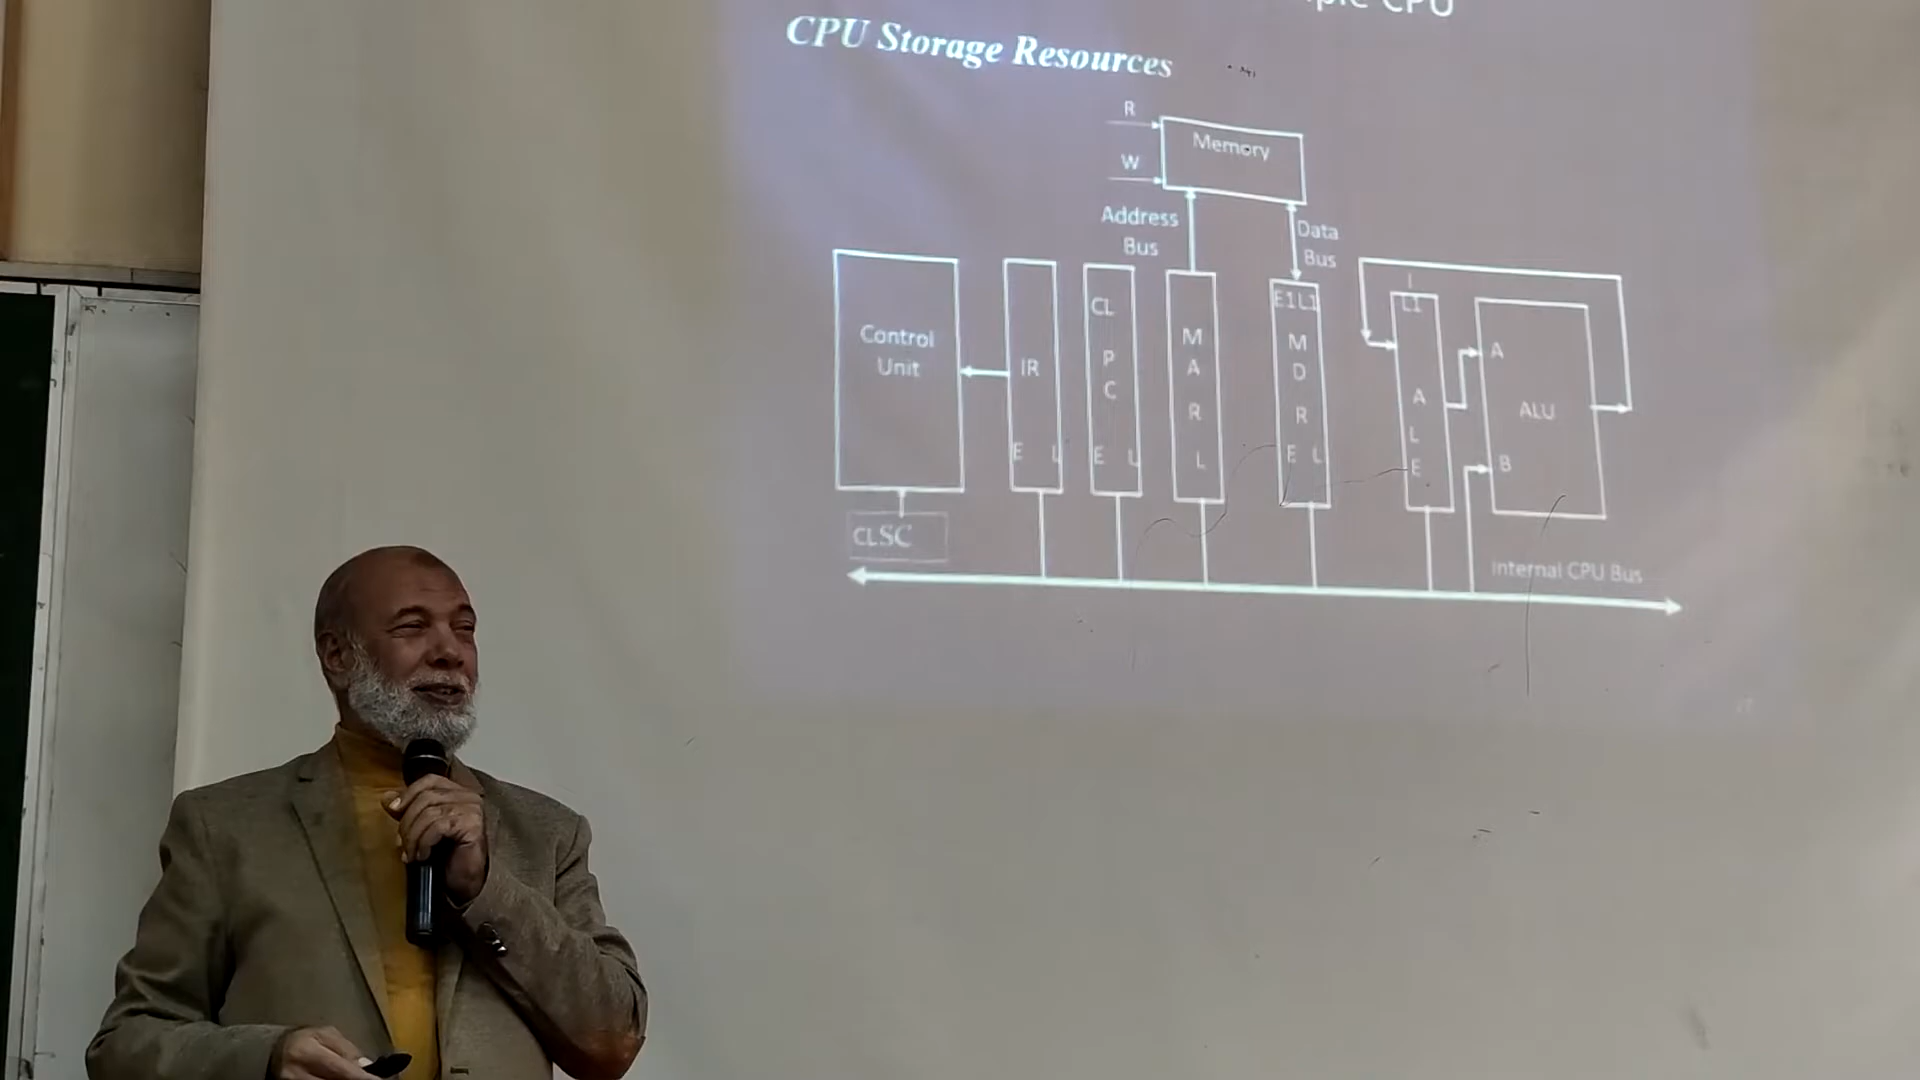 CPU
CPU Storage Resources
R
Memory
W
Address
Bus
Data
Bus
Control
Unit
IR
E L
CL
P
C
E L
M
A
R
L
E1 L1
M
D
R
E L
L1
A
L
E
A
ALU
B
CLSC
Internal CPU Bus